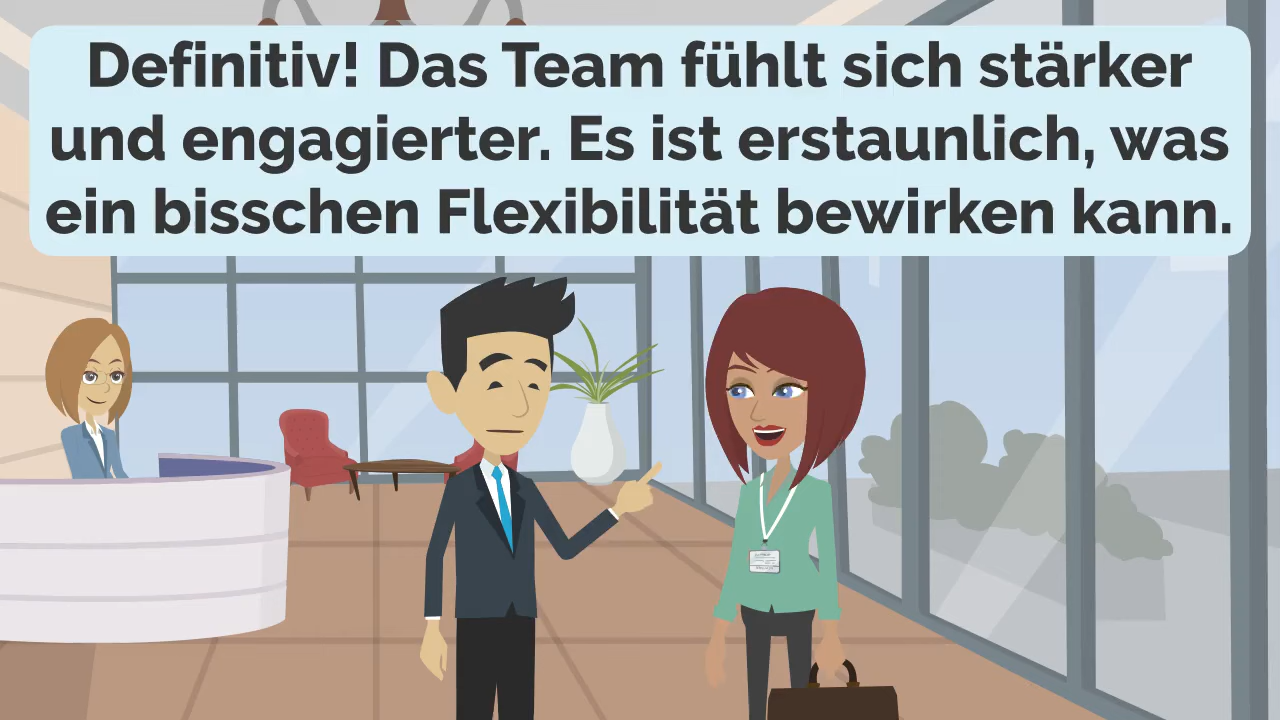 Definitiv! Das Team fühlt sich stärker
und engagierter. Es ist erstaunlich, was
ein bisschen Flexibilität bewirken kann.